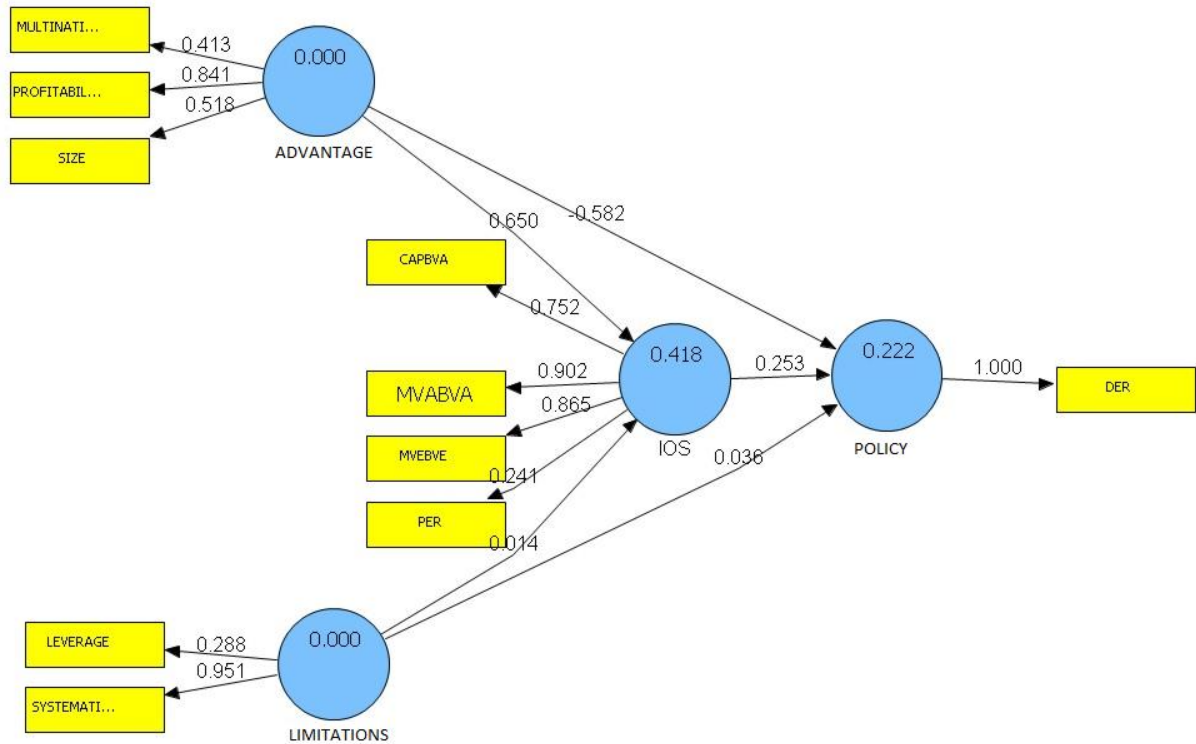 MULTINATI...
0.413
0.000
PROFITABIL...
0.841
0.518
SIZE
ADVANTAGE
0.650
-0.582
CAPBVA
0.752
0.418
0.222
0.902
0.253
1.000
MVABVA
DER
0.865
MVEBVE
IOS
POLICY
0.241
0.036
PER
0.014
LEVERAGE
0.288
0.000
0.951
SYSTEMATI...
LIMITATIONS